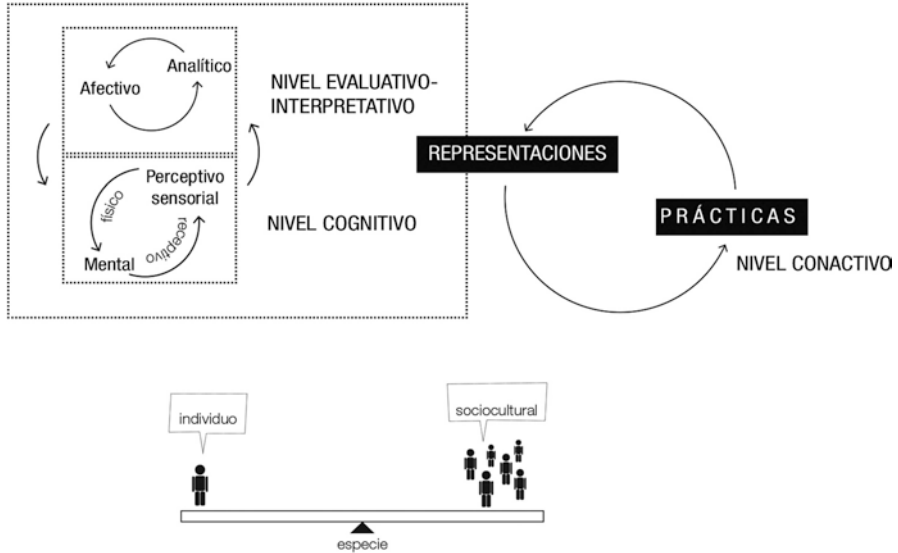 Analítico
Afectivo
NIVEL EVALUATIVO-
INTERPRETATIVO
REPRESENTACIONES
Perceptivo
sensorial
físico
receptivo
Mental
NIVEL COGNITIVO
PRÁCTICAS
NIVEL CONACTIVO
individuo
sociocultural
especie